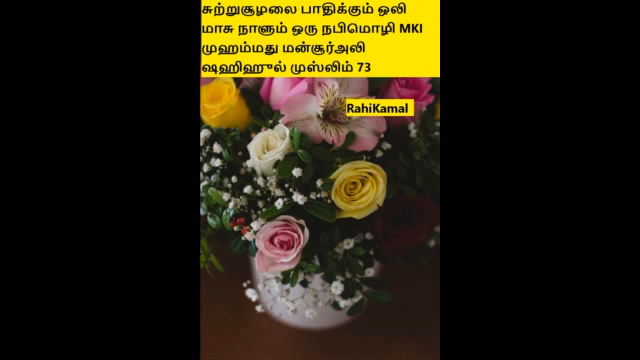 சுற்றுசூழலை பாதிக்கும் ஒலி
மாசு நாளும் ஒரு நபிமொழி MKI
முஹம்மது மன்சூர்அலி
ஷஹிஹுல் முஸ்லிம் 73
RahiKamal